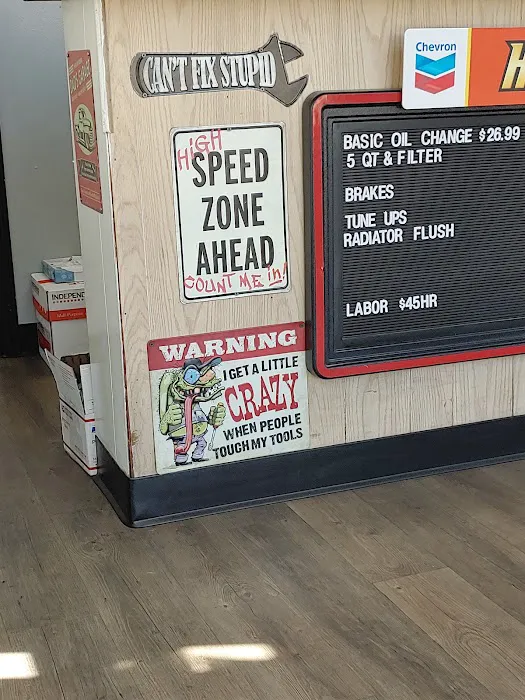 CAN'T FIX STUPID
HIGH
SPEED
ZONE
AHEAD
COUNT ME in!
WARNING
I GET A LITTLE
CRAZY
WHEN PEOPLE
TOUCH MY TOOLS
Chevron
H
BASIC OIL CHANGE $26.99
5 QT & FILTER
BRAKES
TUNE UPS
RADIATOR FLUSH
LABOR $45HR
INDEPEN